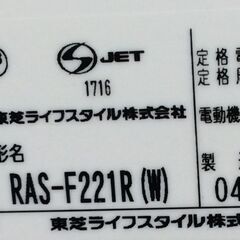 JET
1716
東芝ライフスタイル株式会社
形名
RAS-F221R(W)
東芝ライフスタイル株式会社
定格
定格
電動機
製
04